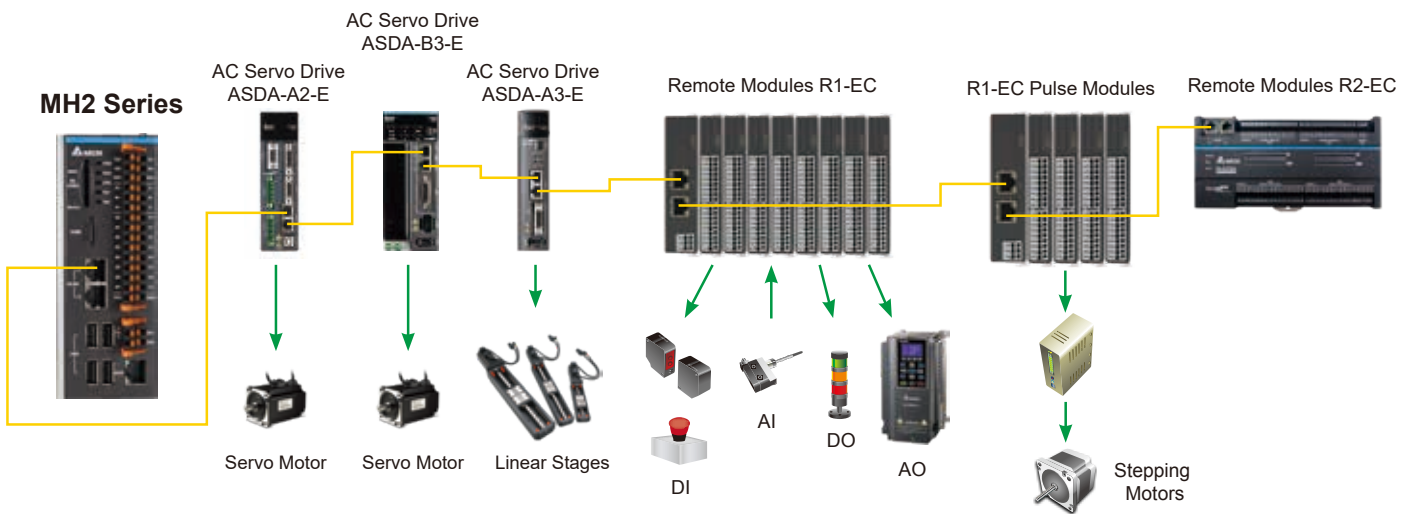 AC Servo Drive
ASDA-B3-E
AC Servo Drive
ASDA-A2-E
AC Servo Drive
ASDA-A3-E
Remote Modules R1-EC
R1-EC Pulse Modules
Remote Modules R2-EC
MH2 Series
Servo Motor
Servo Motor
Linear Stages
DI
AI
DO
AO
Stepping
Motors